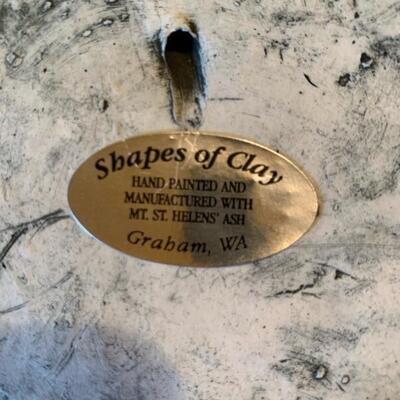 Shapes of Clay
HAND PAINTED AND
MANUFACTURED WITH
MT. ST. HELENS' ASH
Graham, WA